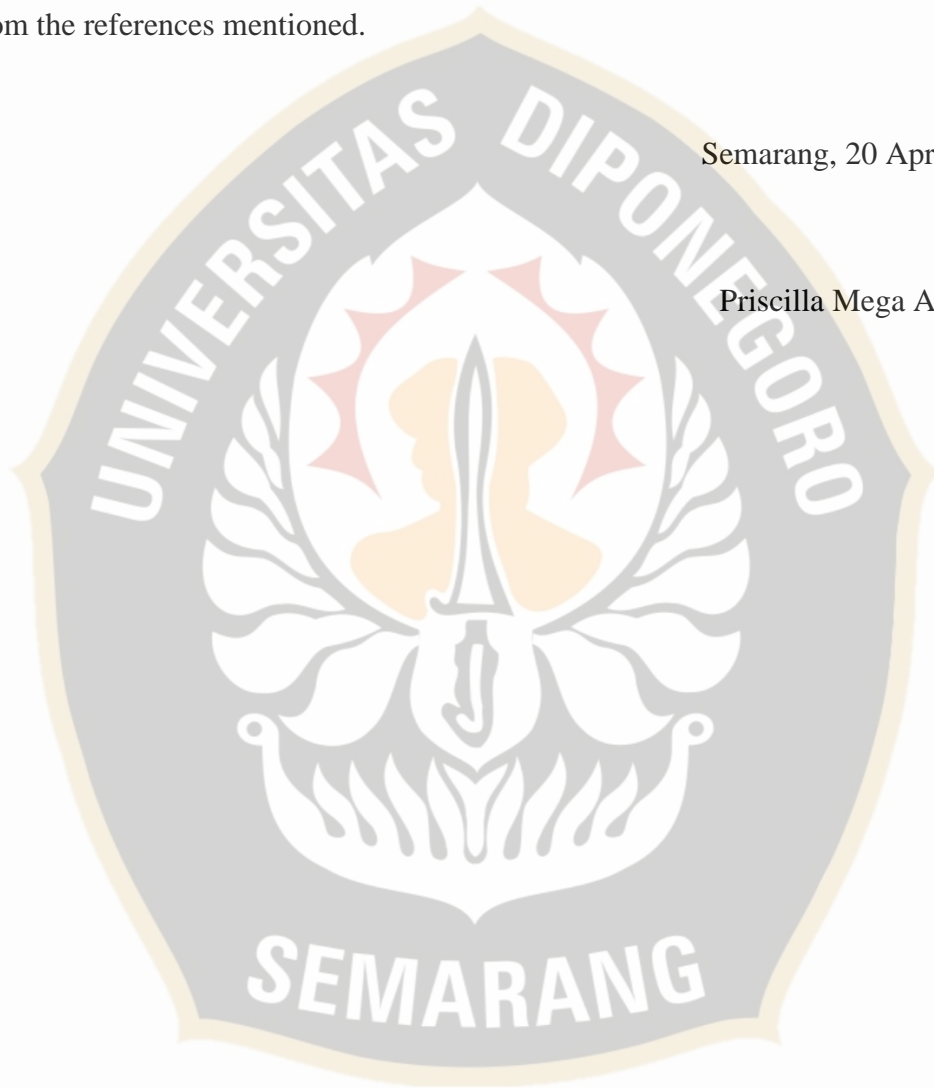 om the references mentioned.
UNIVERSITAS DIPONEGORO
Semarang, 20 Apr
Priscilla Mega A
SEMARANG